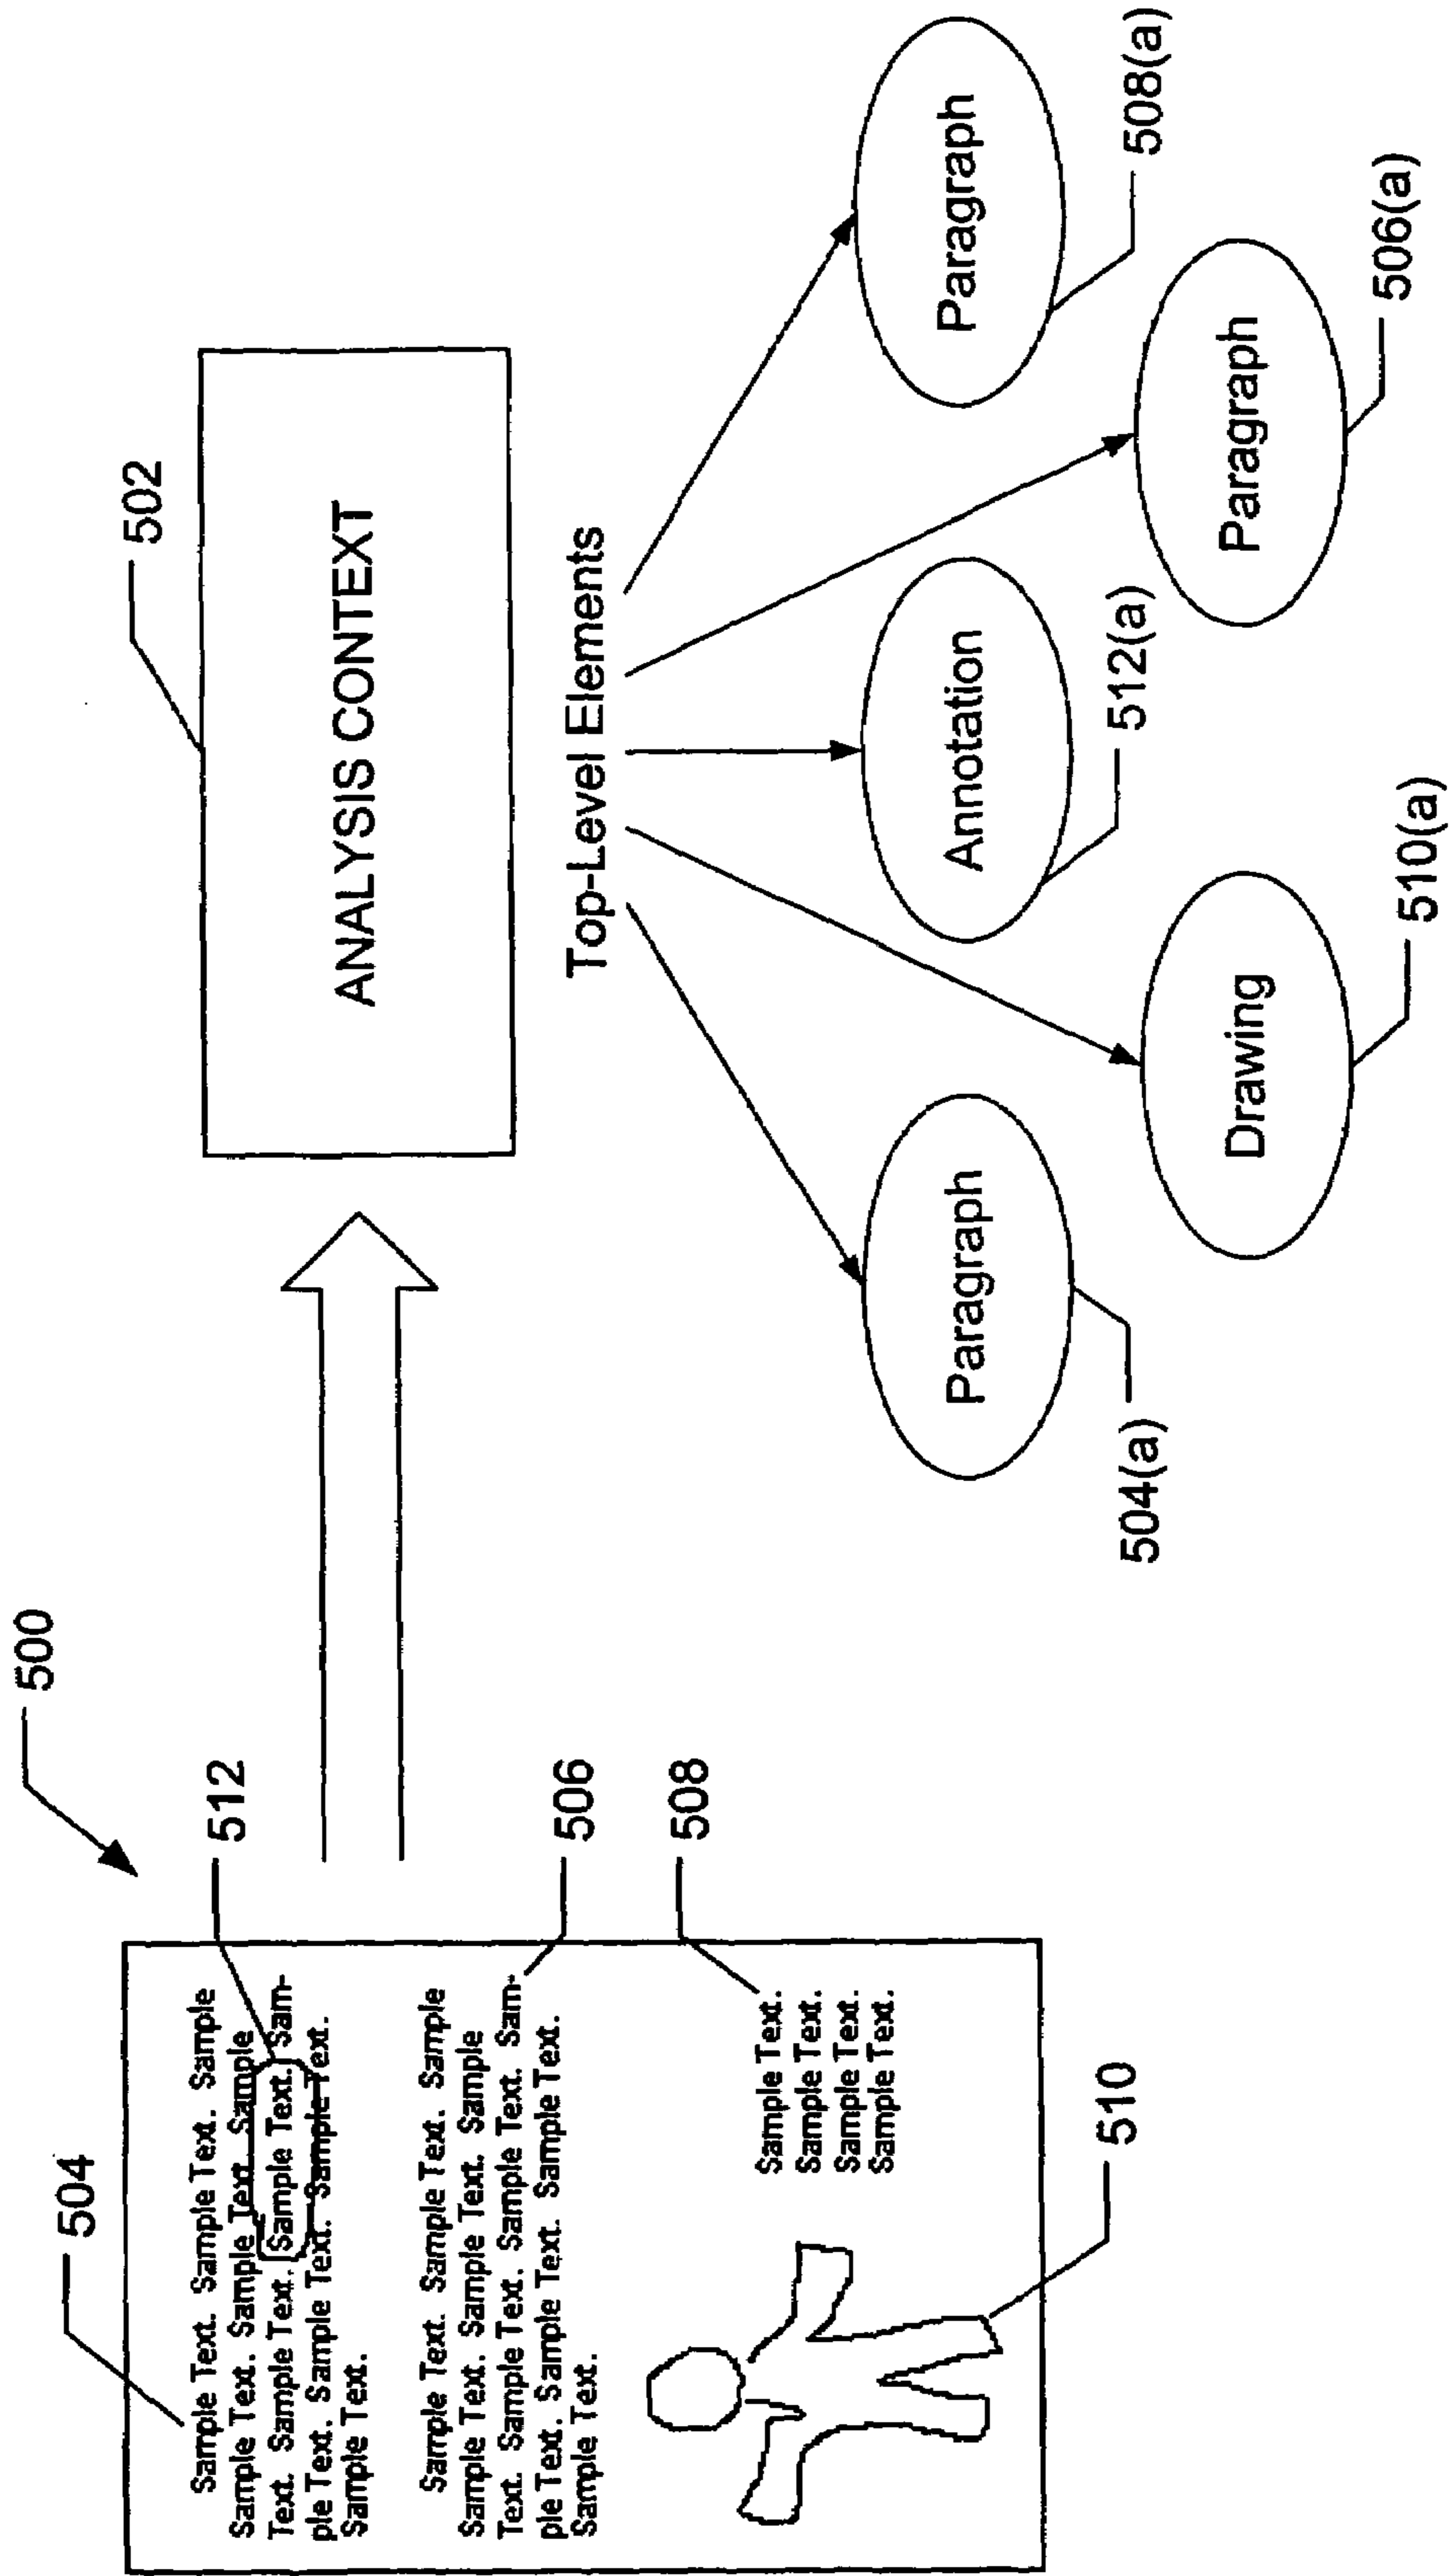 500
504
512
Sample Text. Sample Text. Sample
Sample Text. Sample Text. Sample
Text. Sample Text. Sample Text. Sam-
ple Text. Sample Text. Sample Text.
Sample Text.
Sample Text. Sample Text. Sample
Sample Text. Sample Text. Sample
Text. Sample Text. Sample Text. Sam-
ple Text. Sample Text. Sample Text.
Sample Text.
506
508
Sample Text.
Sample Text.
Sample Text.
Sample Text.
510
502
ANALYSIS CONTEXT
Top-Level Elements
Paragraph
504(a)
Drawing
510(a)
Annotation
512(a)
Paragraph
506(a)
Paragraph
508(a)